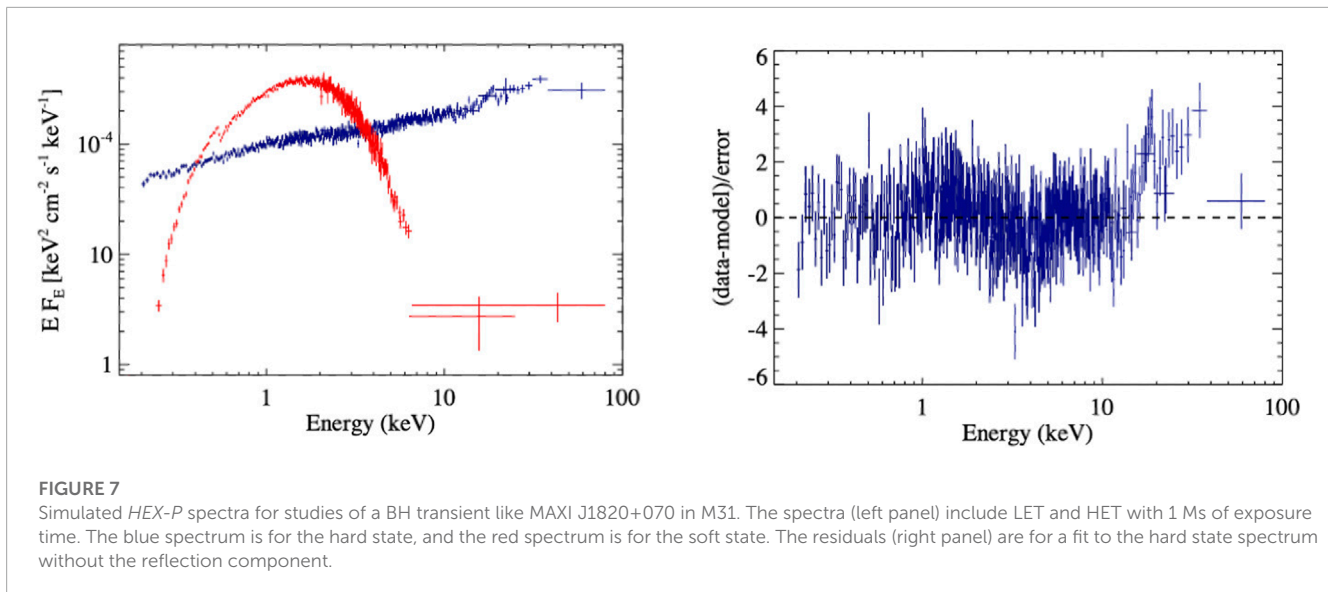 E F_E [keV² cm⁻² s⁻¹ keV⁻¹]
10⁻⁴
10
1
1
10
100
Energy (keV)
(data-model)/error
6
4
2
0
-2
-4
-6
1
10
100
Energy (keV)
FIGURE 7
Simulated HEX-P spectra for studies of a BH transient like MAXI J1820+070 in M31. The spectra (left panel) include LET and HET with 1 Ms of exposure
time. The blue spectrum is for the hard state, and the red spectrum is for the soft state. The residuals (right panel) are for a fit to the hard state spectrum
without the reflection component.